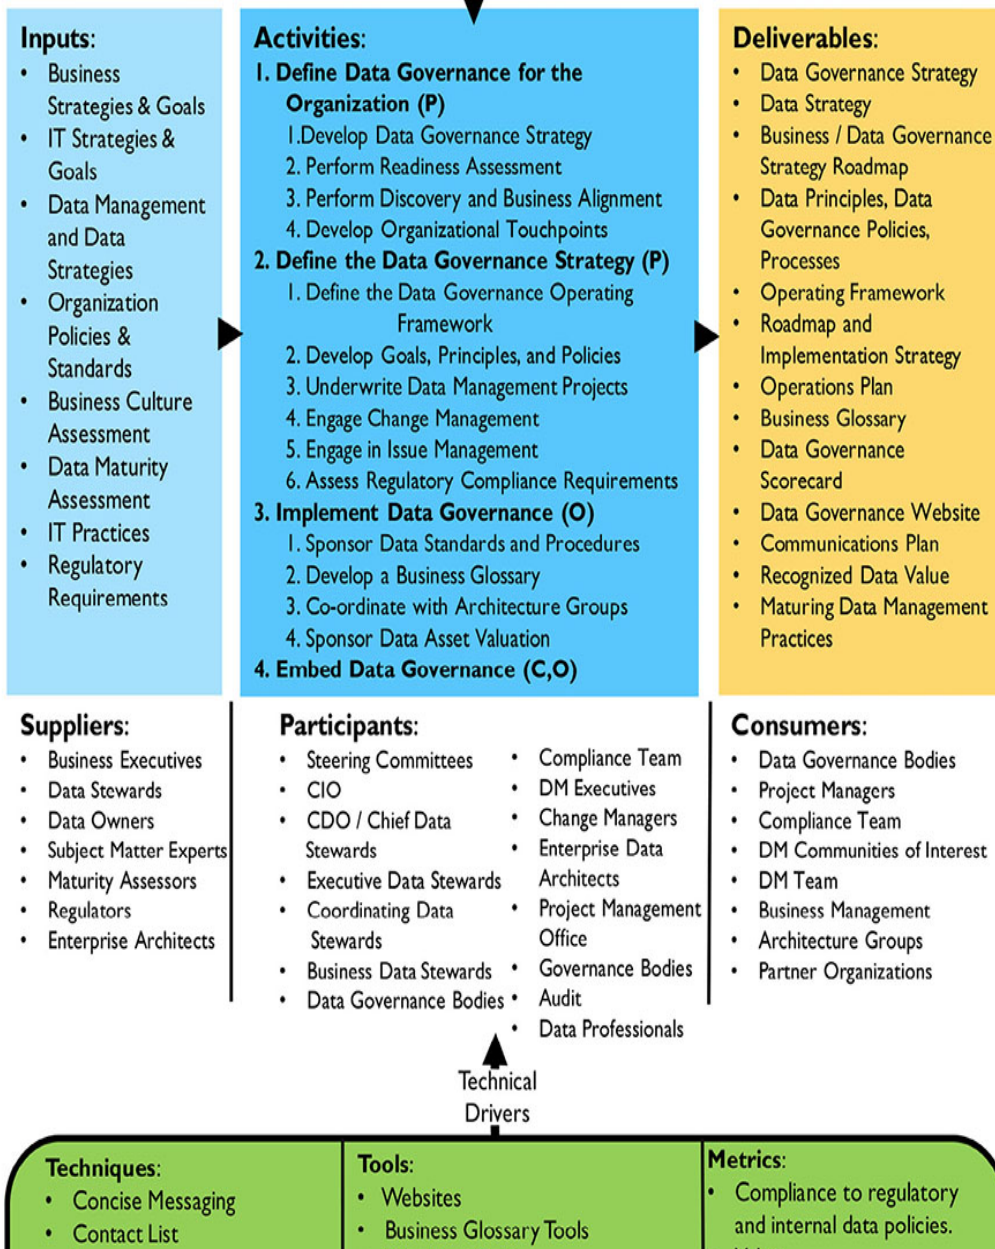 Inputs:
• Business
Strategies & Goals
• IT Strategies &
Goals
• Data Management
and Data
Strategies
• Organization
Policies &
Standards
• Business Culture
Assessment
• Data Maturity
Assessment
• IT Practices
• Regulatory
Requirements
Activities:
1. Define Data Governance for the
Organization (P)
1.Develop Data Governance Strategy
2. Perform Readiness Assessment
3. Perform Discovery and Business Alignment
4. Develop Organizational Touchpoints
2. Define the Data Governance Strategy (P)
1. Define the Data Governance Operating
Framework
2. Develop Goals, Principles, and Policies
3. Underwrite Data Management Projects
4. Engage Change Management
5. Engage in Issue Management
6. Assess Regulatory Compliance Requirements
3. Implement Data Governance (O)
1. Sponsor Data Standards and Procedures
2. Develop a Business Glossary
3. Co-ordinate with Architecture Groups
4. Sponsor Data Asset Valuation
4. Embed Data Governance (C,O)
Deliverables:
• Data Governance Strategy
• Data Strategy
• Business / Data Governance
Strategy Roadmap
• Data Principles, Data
Governance Policies,
Processes
• Operating Framework
• Roadmap and
Implementation Strategy
• Operations Plan
• Business Glossary
• Data Governance
Scorecard
• Data Governance Website
• Communications Plan
• Recognized Data Value
• Maturing Data Management
Practices
Suppliers:
• Business Executives
• Data Stewards
• Data Owners
• Subject Matter Experts
• Maturity Assessors
• Regulators
• Enterprise Architects
Participants:
• Steering Committees
• CIO
• CDO / Chief Data
Stewards
• Executive Data Stewards
• Coordinating Data
Stewards
• Business Data Stewards
• Data Governance Bodies
• Compliance Team
• DM Executives
• Change Managers
• Enterprise Data
Architects
• Project Management
Office
• Governance Bodies
• Audit
• Data Professionals
Consumers:
• Data Governance Bodies
• Project Managers
• Compliance Team
• DM Communities of Interest
• DM Team
• Business Management
• Architecture Groups
• Partner Organizations
Technical
Drivers
Techniques:
• Concise Messaging
• Contact List
Tools:
• Websites
• Business Glossary Tools
Metrics:
• Compliance to regulatory
and internal data policies.